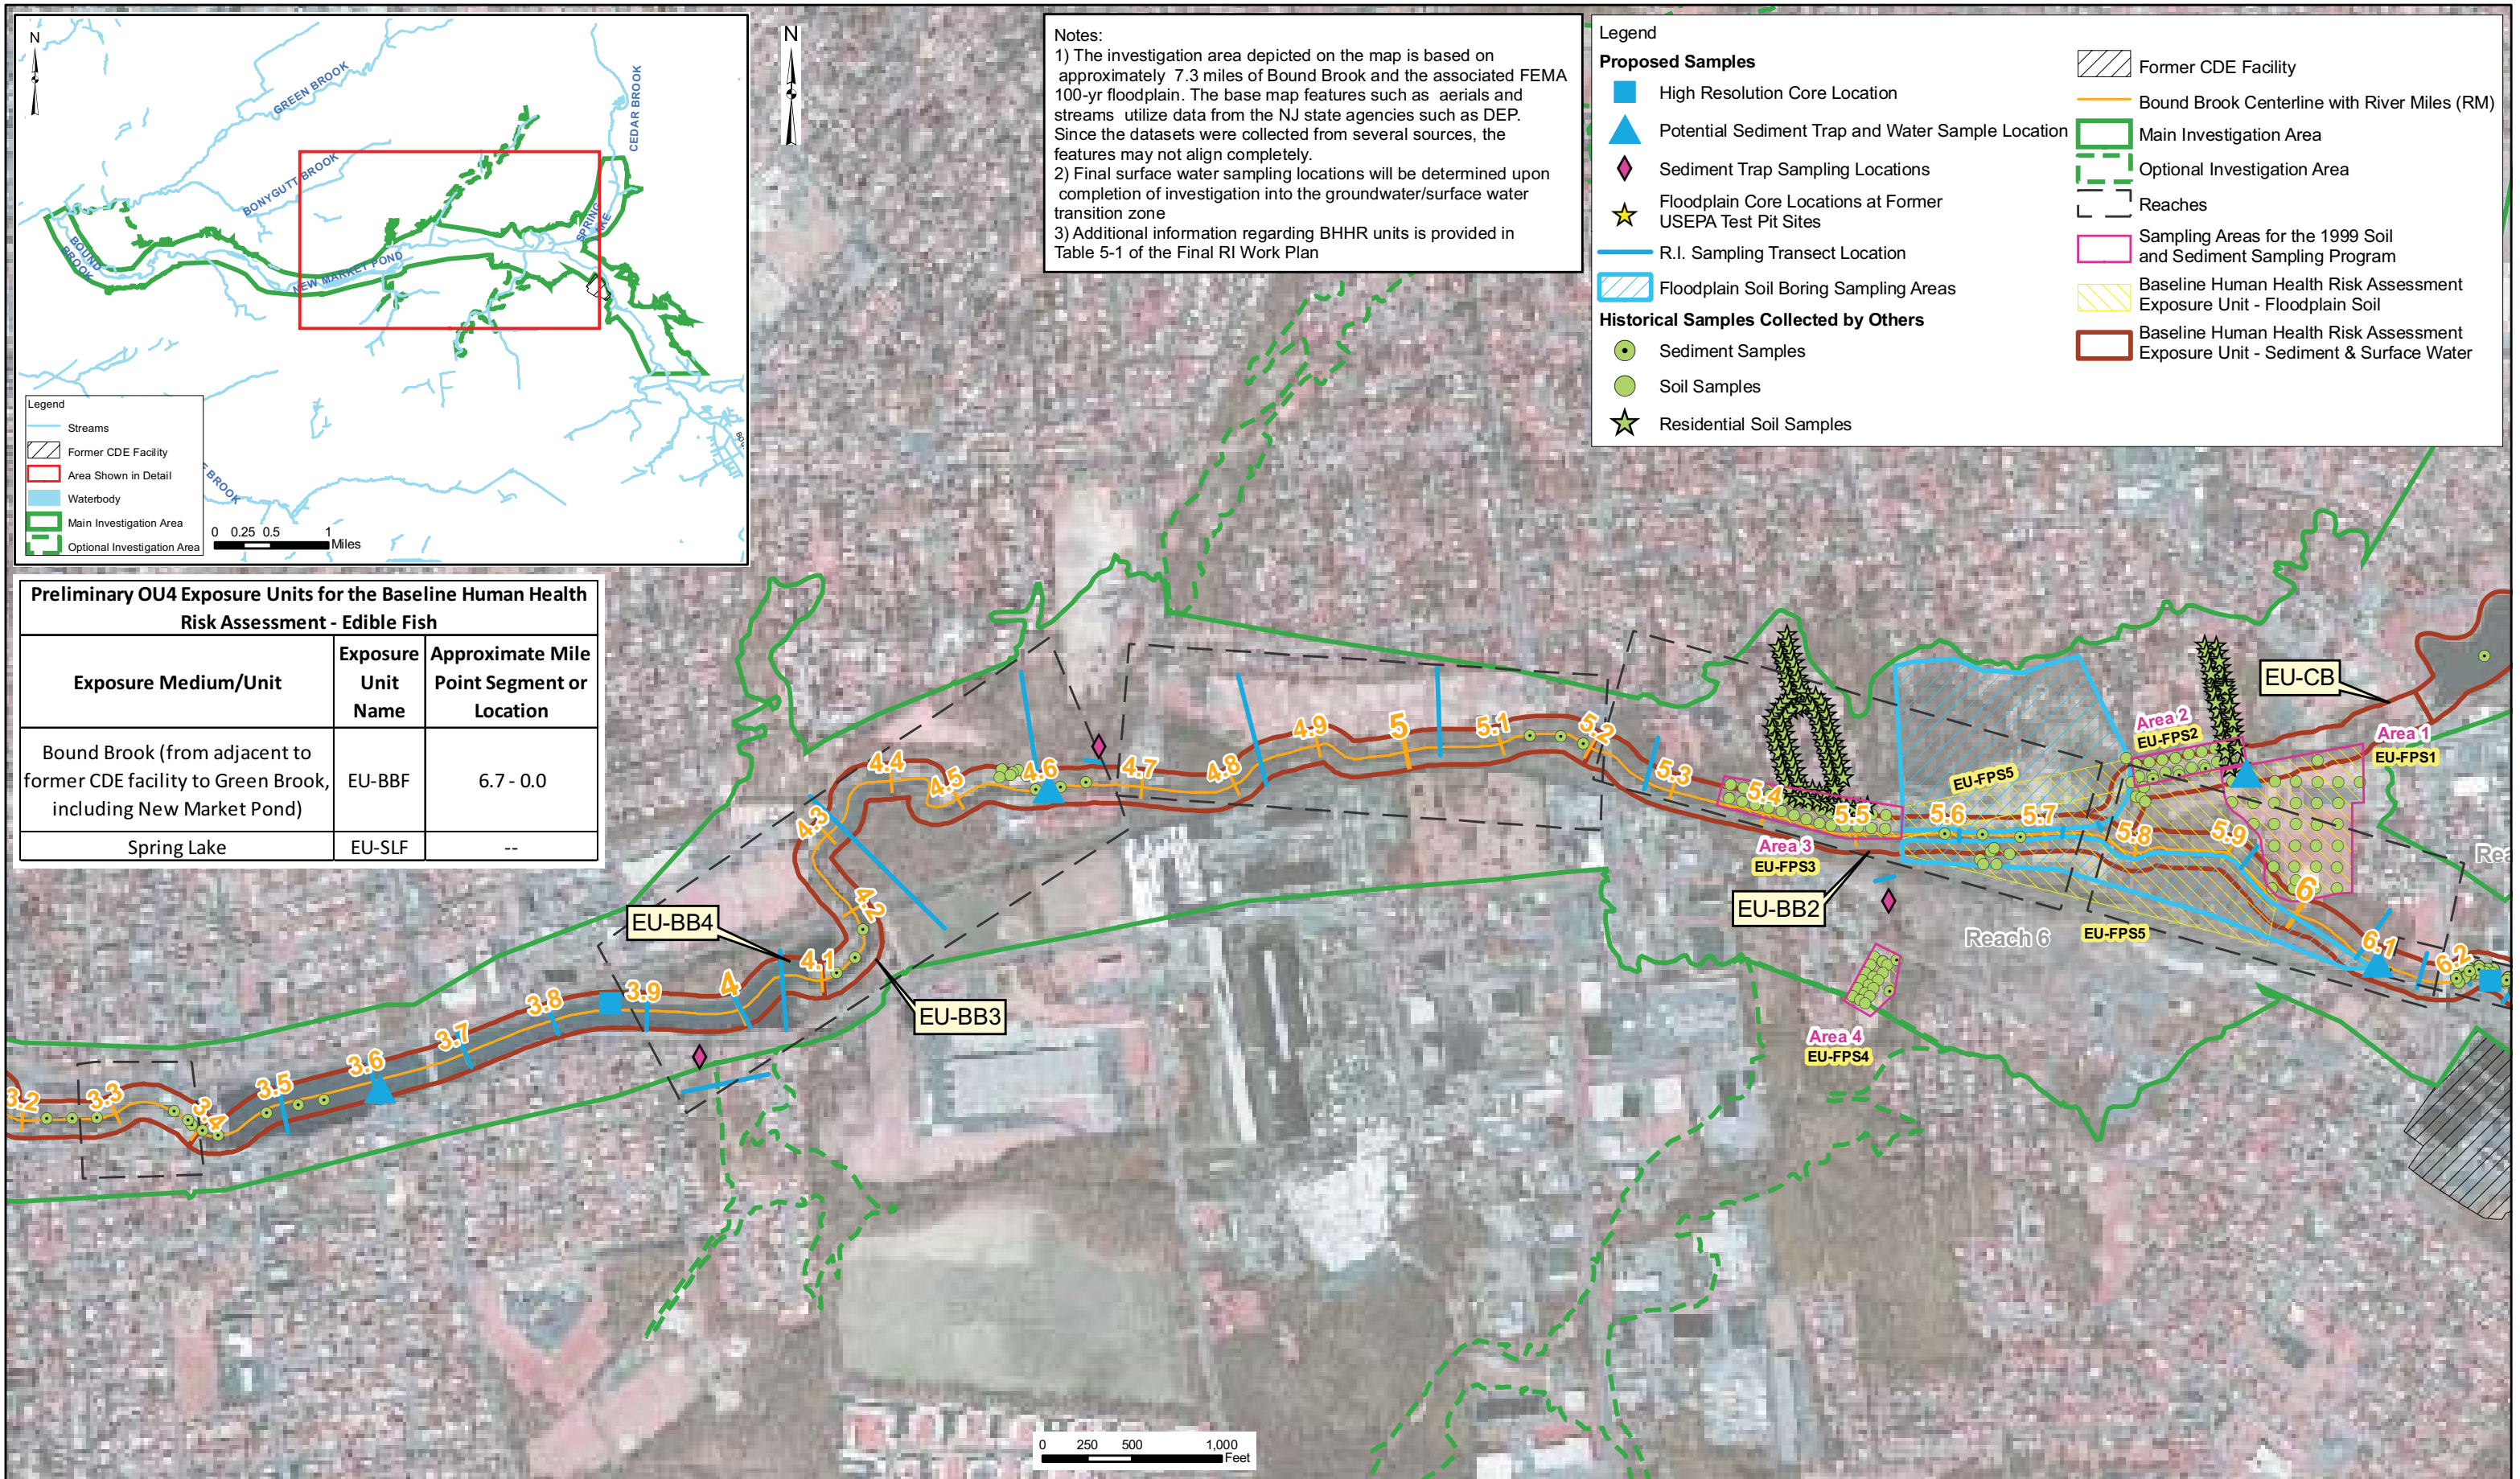 N
GREEN BROOK
CEDAR BROOK
BONYGUTT BROOK
SPRING
LAKE
BOUND
BROOK
NEW MARKET POND
E BROOK
Legend
Streams
Former CDE Facility
Area Shown in Detail
Waterbody
Main Investigation Area
Optional Investigation Area
0 0.25 0.5 1
Miles
N
Notes:
1) The investigation area depicted on the map is based on
approximately 7.3 miles of Bound Brook and the associated FEMA
100-yr floodplain. The base map features such as aerials and
streams utilize data from the NJ state agencies such as DEP.
Since the datasets were collected from several sources, the
features may not align completely.
2) Final surface water sampling locations will be determined upon
completion of investigation into the groundwater/surface water
transition zone
3) Additional information regarding BHHR units is provided in
Table 5-1 of the Final RI Work Plan
Legend
Proposed Samples
High Resolution Core Location
Potential Sediment Trap and Water Sample Location
Sediment Trap Sampling Locations
Floodplain Core Locations at Former
USEPA Test Pit Sites
R.I. Sampling Transect Location
Floodplain Soil Boring Sampling Areas
Historical Samples Collected by Others
Sediment Samples
Soil Samples
Residential Soil Samples
Former CDE Facility
Bound Brook Centerline with River Miles (RM)
Main Investigation Area
Optional Investigation Area
Reaches
Sampling Areas for the 1999 Soil
and Sediment Sampling Program
Baseline Human Health Risk Assessment
Exposure Unit - Floodplain Soil
Baseline Human Health Risk Assessment
Exposure Unit - Sediment & Surface Water
Preliminary OU4 Exposure Units for the Baseline Human Health
Risk Assessment - Edible Fish
Exposure Medium/Unit
Exposure
Unit
Name
Approximate Mile
Point Segment or
Location
Bound Brook (from adjacent to
former CDE facility to Green Brook,
including New Market Pond)
EU-BBF
6.7 - 0.0
Spring Lake
EU-SLF
--
3.2
3.3
3.4
3.5
3.6
3.7
3.8
3.9
4
4.1
4.2
4.3
4.4
4.5
4.6
4.7
4.8
4.9
5
5.1
5.2
5.3
5.4
5.5
5.6
5.7
5.8
5.9
6
6.1
6.2
EU-BB4
EU-BB3
EU-BB2
EU-CB
Area 1
EU-FPS1
Area 2
EU-FPS2
Area 3
EU-FPS3
Area 4
EU-FPS4
EU-FPS5
EU-FPS5
Reach 6
Rea
0 250 500 1,000
Feet